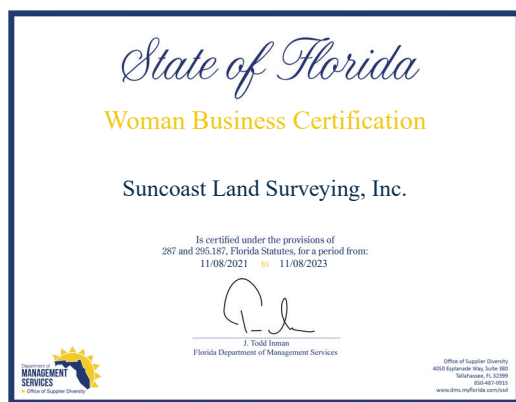 State of Florida
Woman Business Certification
Suncoast Land Surveying, Inc.
Is certified under the provisions of
287 and 295.187, Florida Statutes, for a period from:
11/08/2021 to 11/08/2023
J. Todd Inman
Florida Department of Management Services
Department of
MANAGEMENT
SERVICES
Office of Supplier Diversity
Office of Supplier Diversity
4050 Esplanade Way, Suite 380
Tallahassee, FL 32399
850-487-0915
www.dms.myflorida.com/osd